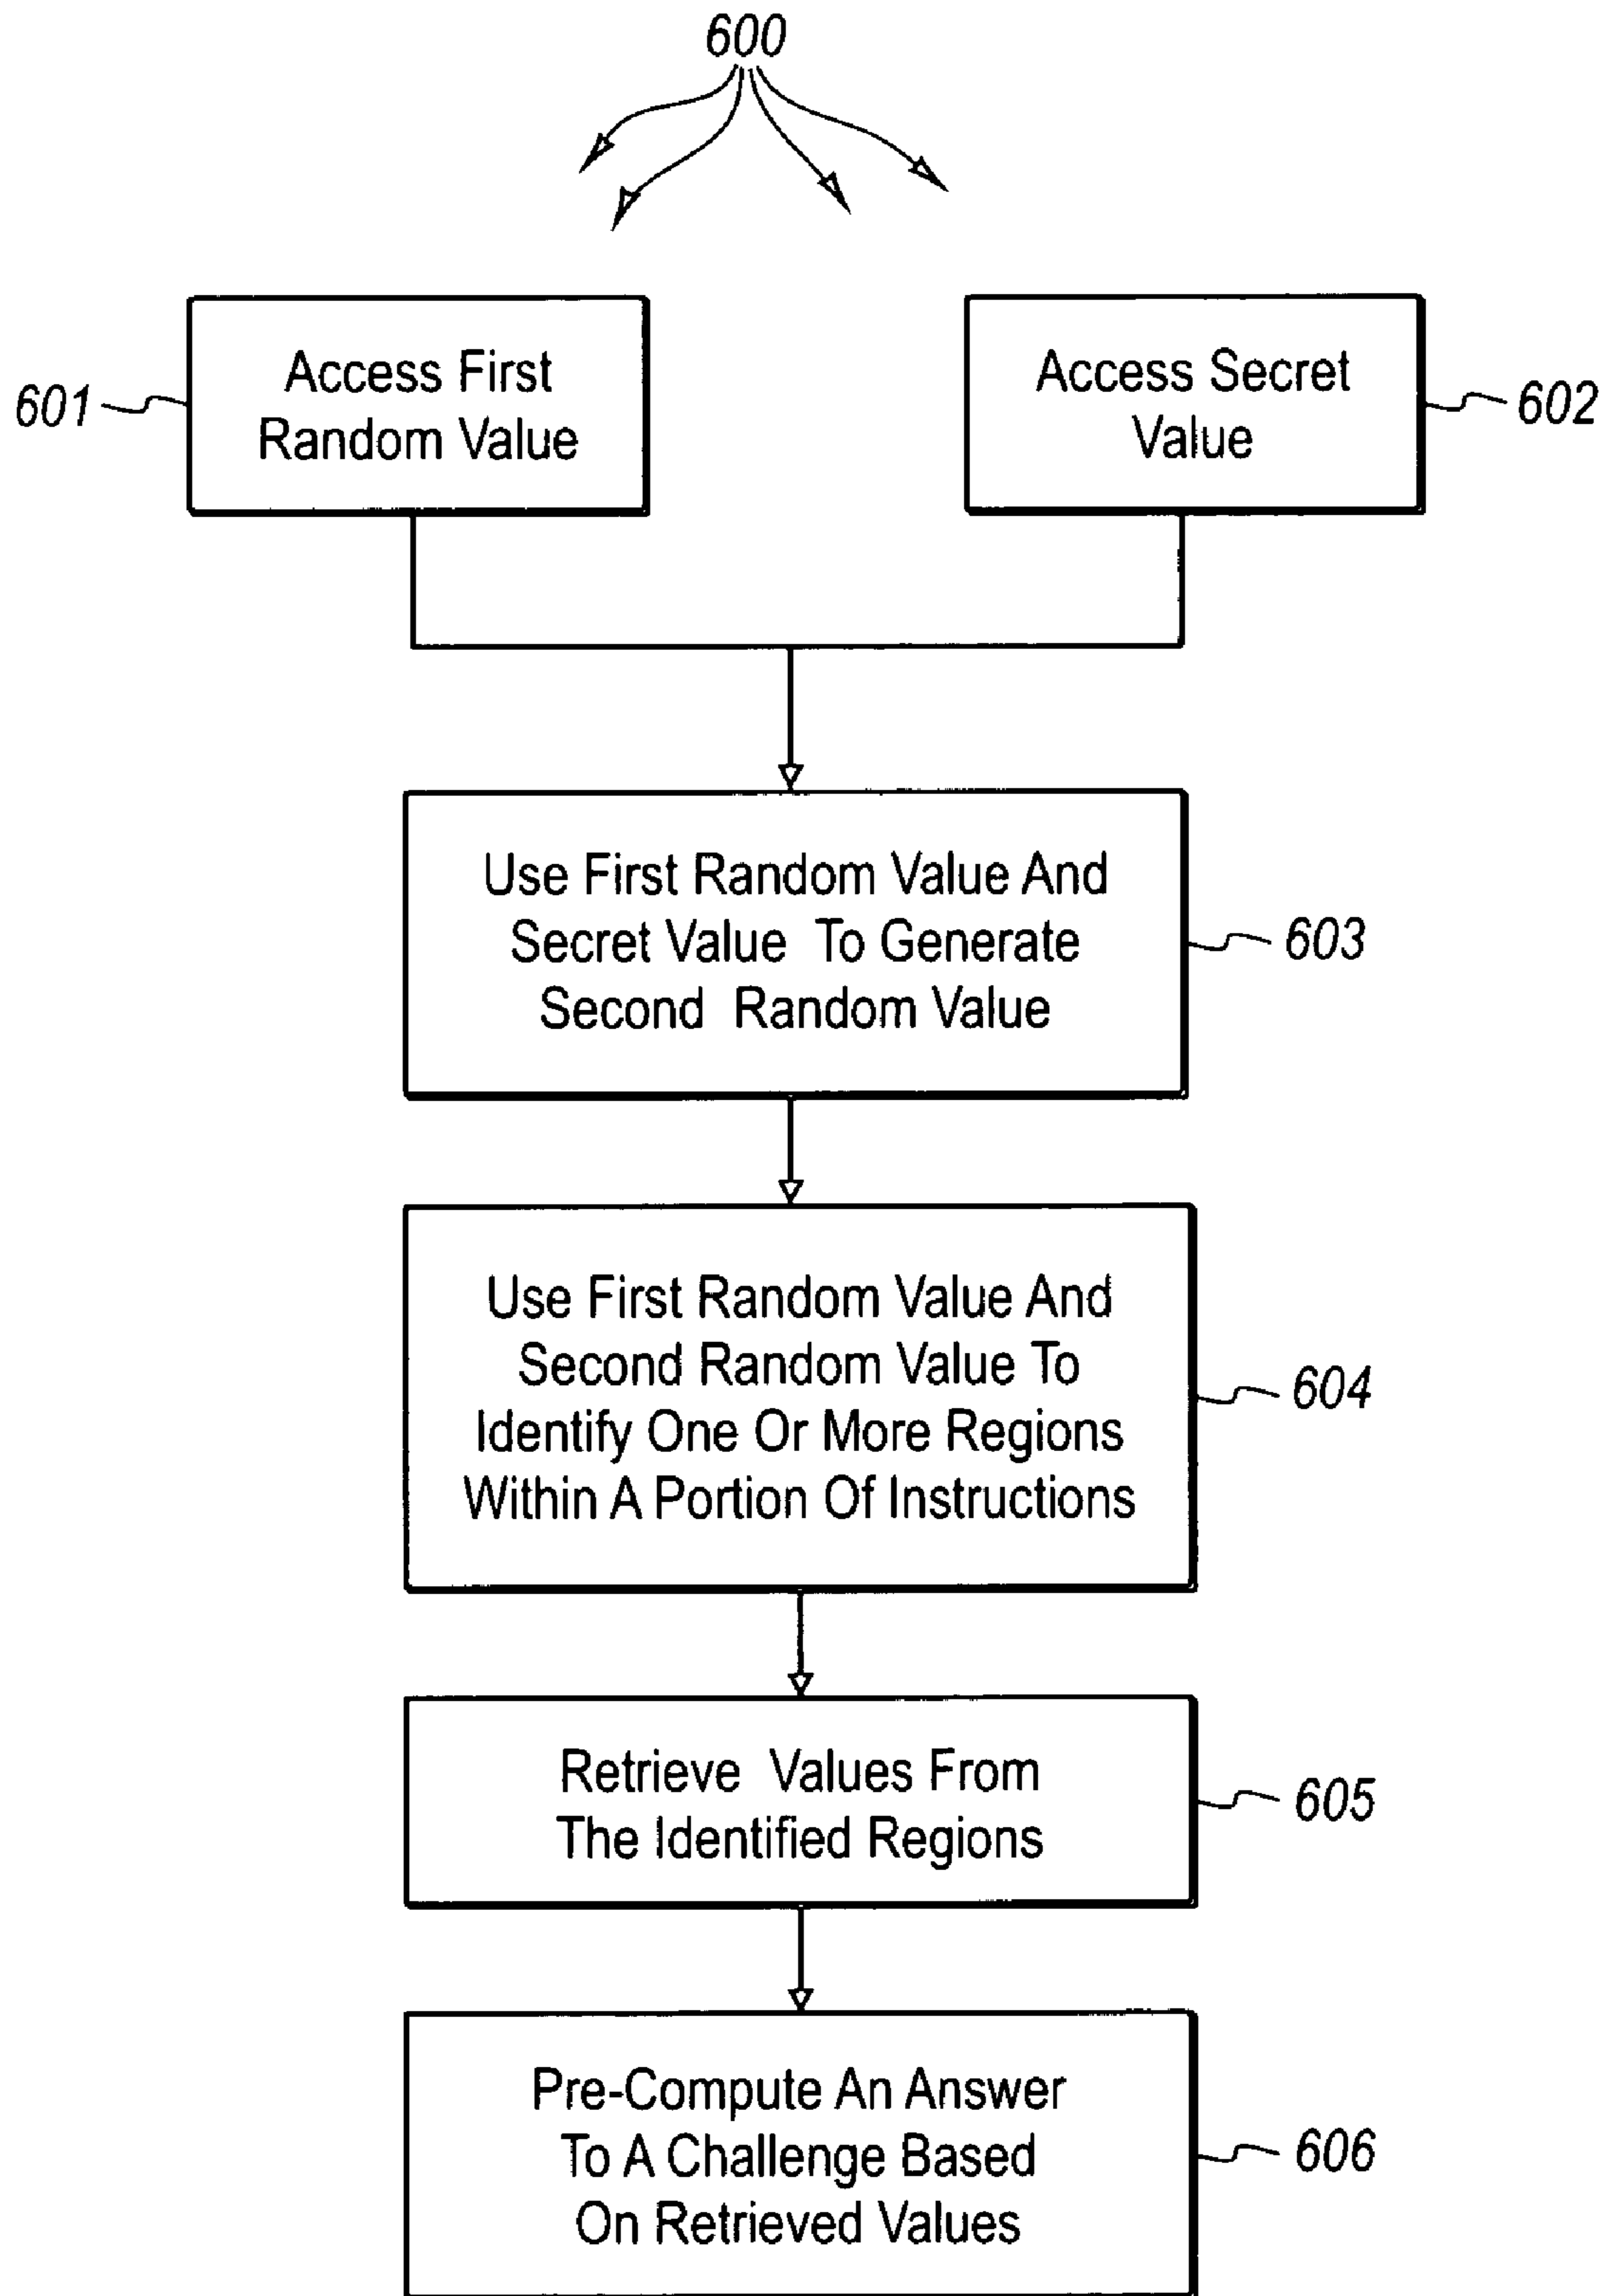 600
601
Access First
Random Value
Access Secret
Value
602
Use First Random Value And
Secret Value To Generate
Second Random Value
603
Use First Random Value And
Second Random Value To
Identify One Or More Regions
Within A Portion Of Instructions
604
Retrieve Values From
The Identified Regions
605
Pre-Compute An Answer
To A Challenge Based
On Retrieved Values
606